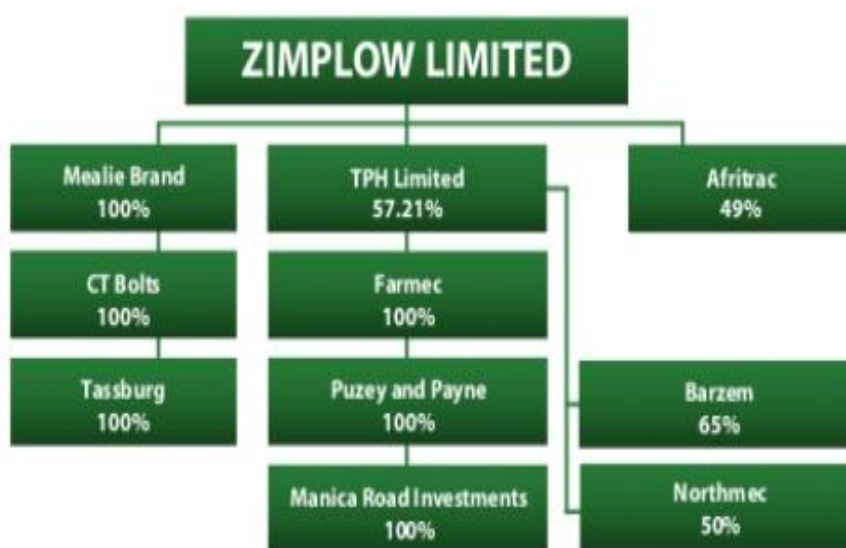 ZIMPLOW LIMITED
Mealie Brand
100%
TPH Limited
57.21%
Afritrac
49%
CT Bolts
100%
Farmec
100%
Tassburg
100%
Puzey and Payne
100%
Barzem
65%
Manica Road Investments
100%
Northmec
50%